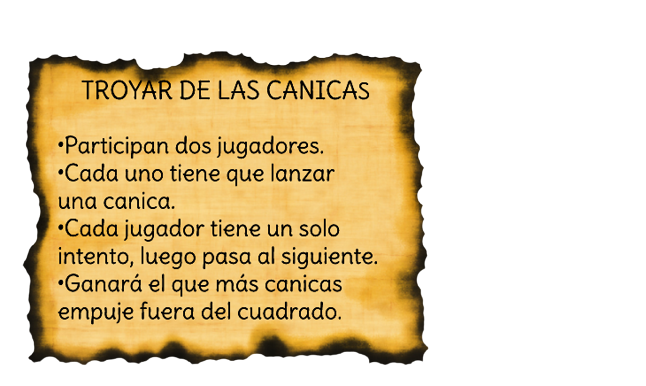 TROYAR DE LAS CANICAS
•Participan dos jugadores.
•Cada uno tiene que lanzar
una canica.
•Cada jugador tiene un solo
intento, luego pasa al siguiente.
•Ganará el que más canicas
empuje fuera del cuadrado.